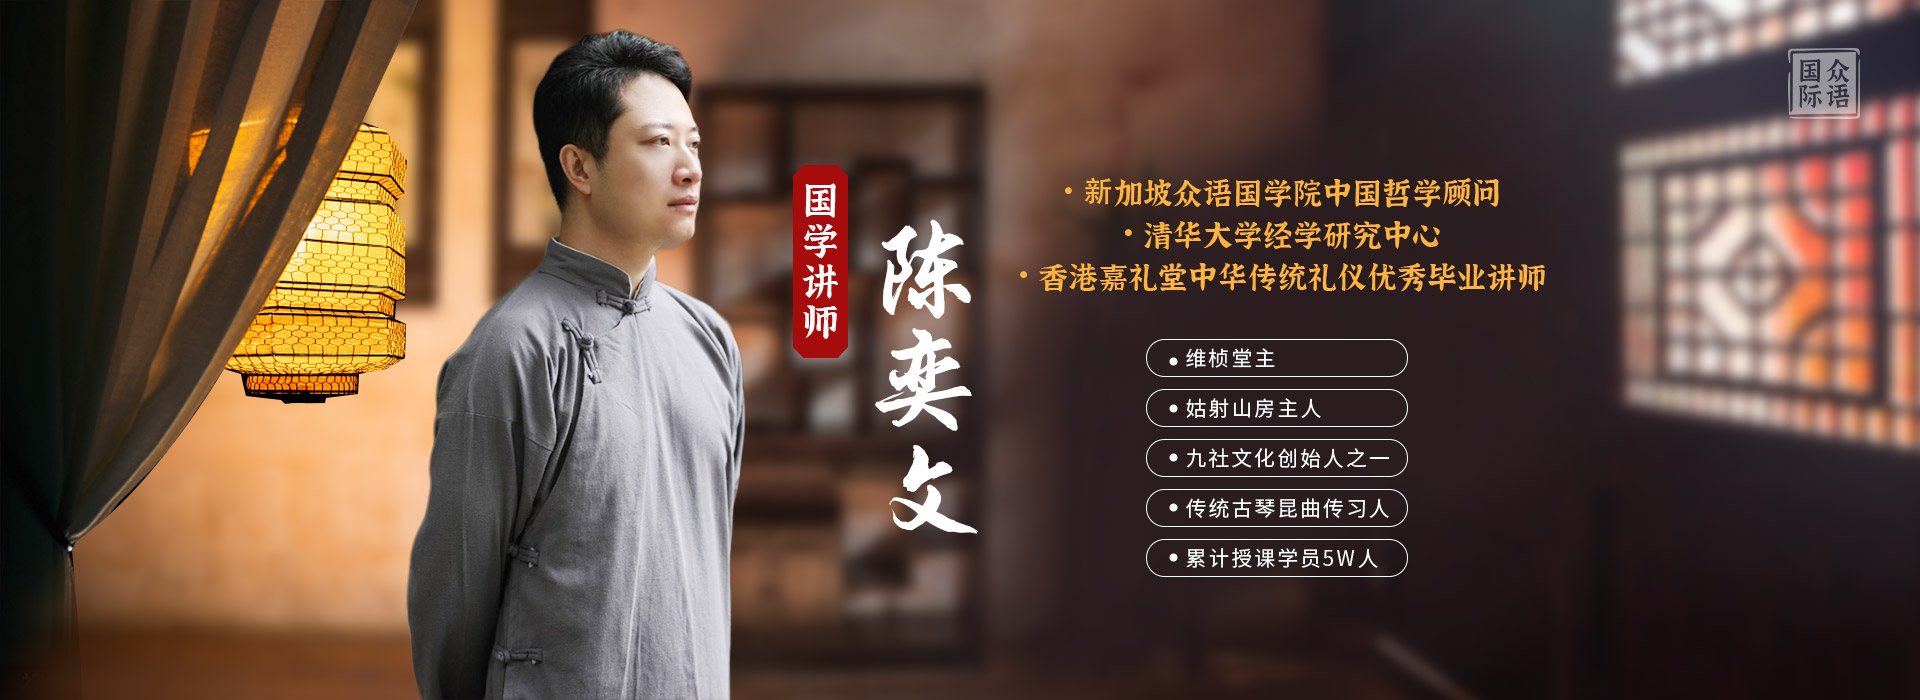 国学讲师
陈奕文
· 新加坡众语国学院中国哲学顾问
· 清华大学经学研究中心
· 香港嘉礼堂中华传统礼仪优秀毕业讲师
• 维桢堂主
• 姑射山房主人
• 九社文化创始人之一
• 传统古琴昆曲传习人
• 累计授课学员5W人
众语
国际